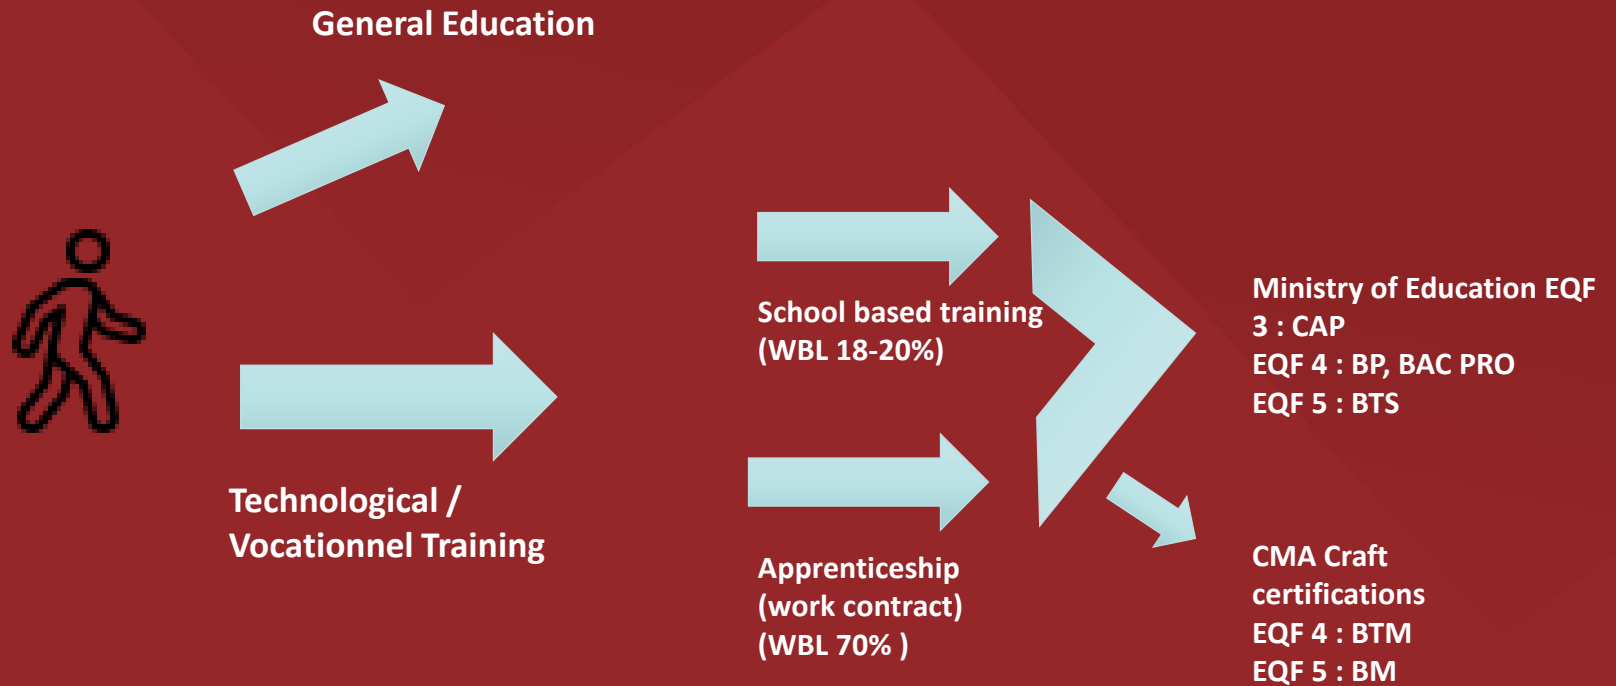 General Education
Technological /
Vocationnel Training
School based training
(WBL 18-20%)
Apprenticeship
(work contract)
(WBL 70% )
Ministry of Education EQF
3 : CAP
EQF 4 : BP, BAC PRO
EQF 5 : BTS
CMA Craft
certifications
EQF 4 : BTM
EQF 5 : BM